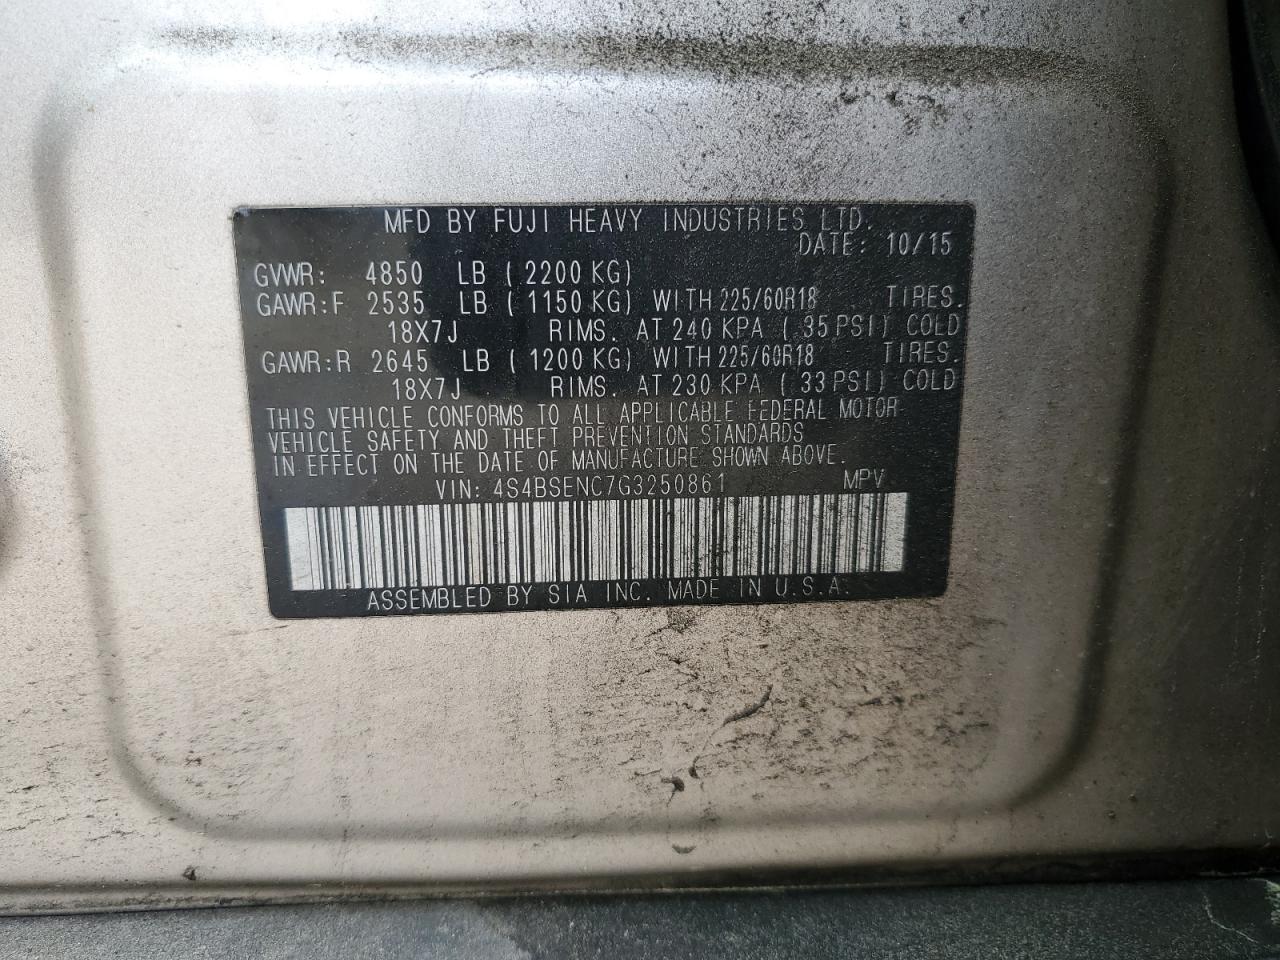 MFD BY FUJI HEAVY INDUSTRIES LTD.
DATE: 10/15
GVWR: 4850 LB ( 2200 KG)
GAWR:F 2535 LB ( 1150 KG) WITH 225/60R18 TIRES.
18X7J RIMS. AT 240 KPA ( 35 PSI) COLD
GAWR:R 2645 LB ( 1200 KG) WITH 225/60R18 TIRES.
18X7J RIMS. AT 230 KPA ( 33 PSI) COLD
THIS VEHICLE CONFORMS TO ALL APPLICABLE FEDERAL MOTOR
VEHICLE SAFETY AND THEFT PREVENTION STANDARDS
IN EFFECT ON THE DATE OF MANUFACTURE SHOWN ABOVE.
VIN: 4S4BSENC7G3250861 MPV
ASSEMBLED BY SIA INC. MADE IN U.S.A.